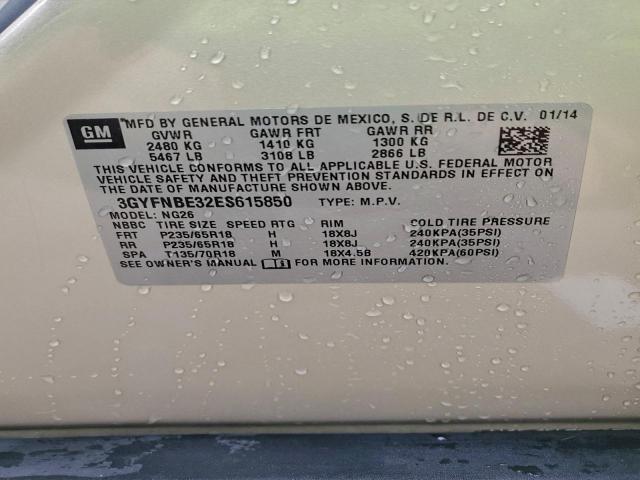 GM
*MFD BY GENERAL MOTORS DE MEXICO, S. DE R.L. DE C.V. 01/14
GVWR GAWR FRT GAWR RR
2480 KG 1410 KG 1300 KG
5467 LB 3108 LB 2866 LB
THIS VEHICLE CONFORMS TO ALL APPLICABLE U.S. FEDERAL MOTOR
VEHICLE SAFETY AND THEFT PREVENTION STANDARDS IN EFFECT ON
THE DATE OF MANUFACTURE SHOWN ABOVE.
3GYFNBE32ES615850 TYPE: M.P.V.
MODEL: NG26
NBBC TIRE SIZE SPEED RTG RIM COLD TIRE PRESSURE
FRT P235/65R18 H 18X8J 240KPA(35PSI)
RR P235/65R18 H 18X8J 240KPA(35PSI)
SPA T135/70R18 M 18X4.5B 420KPA(60PSI)
SEE OWNER'S MANUAL FOR MORE INFORMATION.